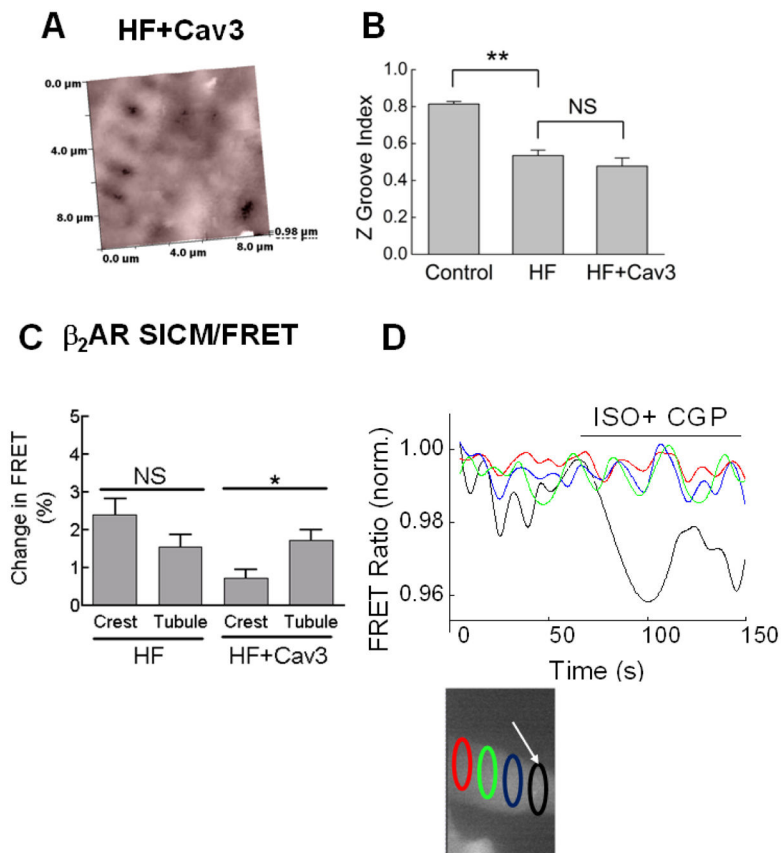 A HF+Cav3
0.0 µm
4.0 µm
8.0 µm
0.98 µm
0.0 um
4.0 µm
8.0 µm
B
**
NS
1.0
0.8
0.6
0.4
0.2
0.0
Z Groove Index
Control HF HF+Cav3
C β₂AR SICM/FRET
NS
*
5
4
3
2
1
0
Change in FRET
(%)
Crest Tubule Crest Tubule
HF HF+Cav3
D
ISO+ CGP
1.00
0.98
0.96
FRET Ratio (norm.)
0 50 100 150
Time (s)